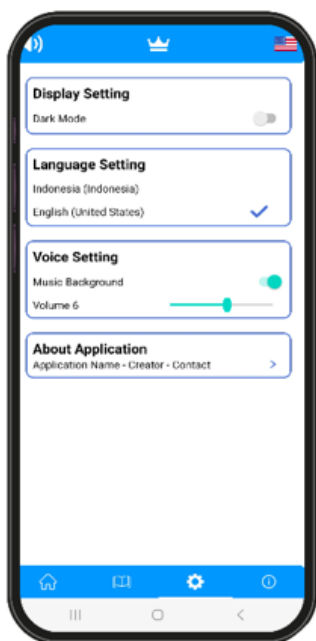 Display Setting
Dark Mode
Language Setting
Indonesia (Indonesia)
English (United States)
Voice Setting
Music Background
Volume 6
About Application
Application Name - Creator - Contact